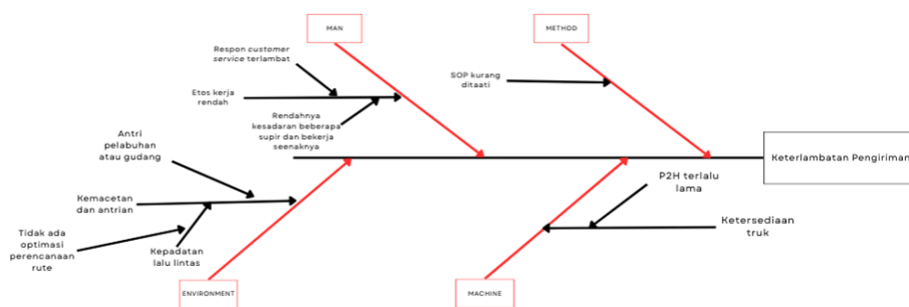 MAN
METHOD
Respon customer
service terlambat
Etos kerja
rendah
Rendahnya
kesadaran beberapa
supir dan bekerja
seenaknya
SOP kurang
ditaati
Keterlambatan Pengiriman
Antri
pelabuhan
atau gudang
Kemacetan
dan antrian
Tidak ada
optimasi
perencanaan
rute
Kepadatan
lalu lintas
P2H terlalu
lama
Ketersediaan
truk
ENVIRONMENT
MACHINE